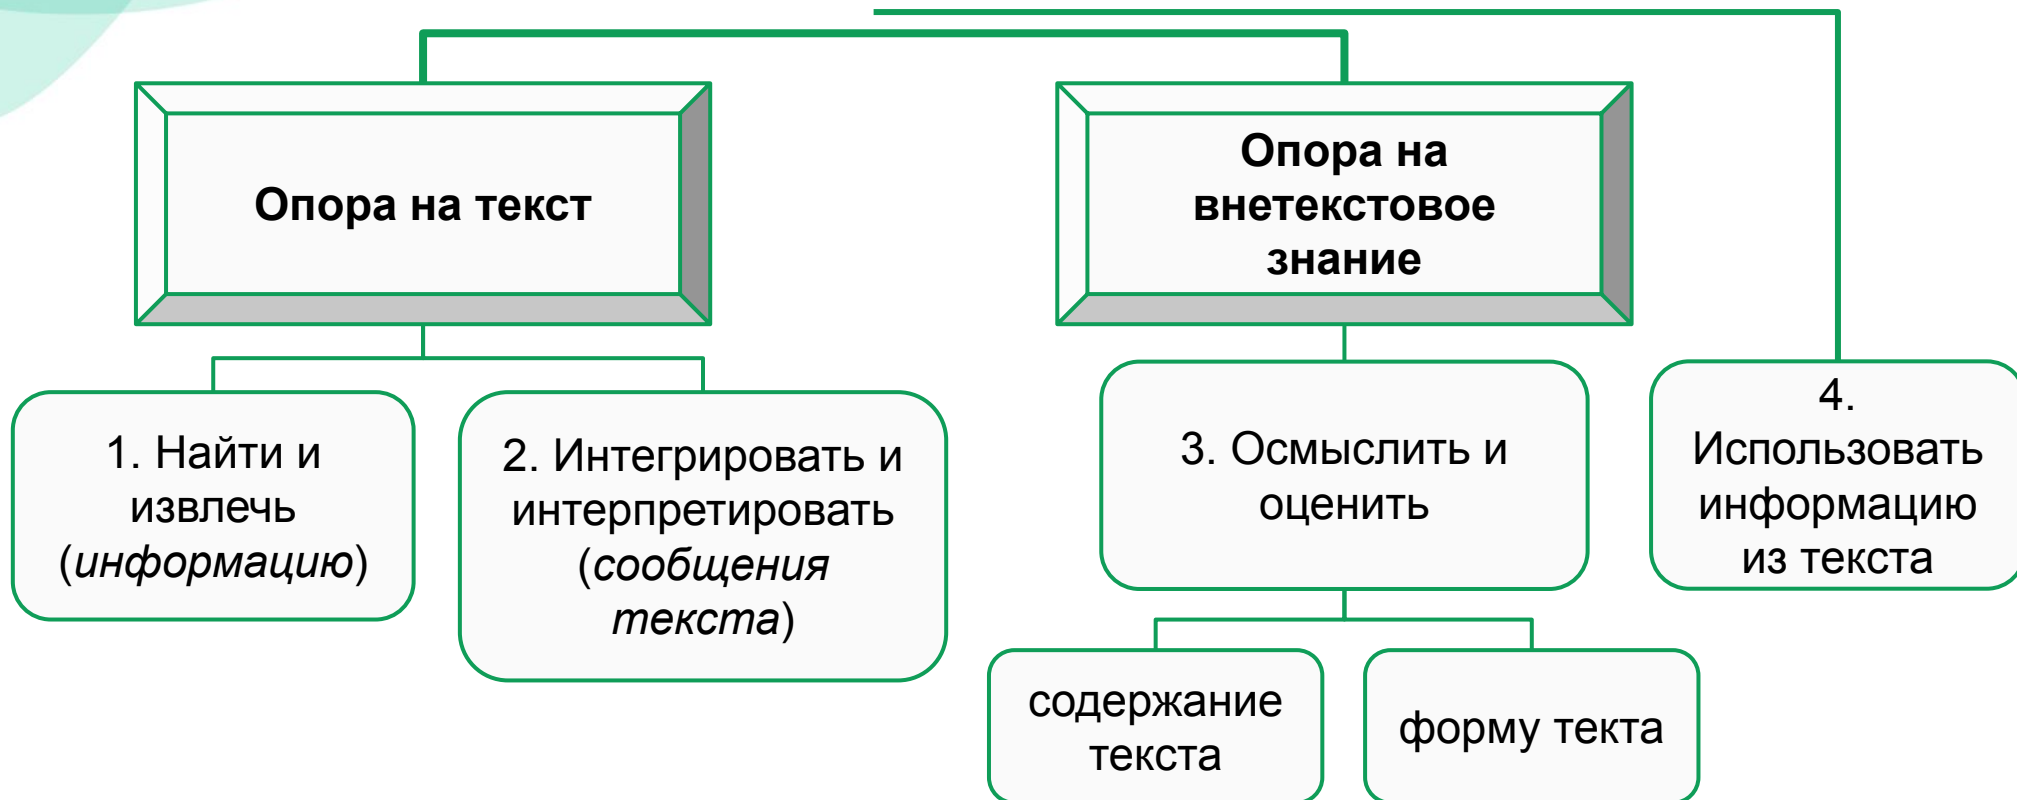 Опора на текст
Опора на
внетекстовое
знание
1. Найти и
извлечь
(информацию)
2. Интегрировать и
интерпретировать
(сообщения
текста)
3. Осмыслить и
оценить
4.
Использовать
информацию
из текста
содержание
текста
форму текта